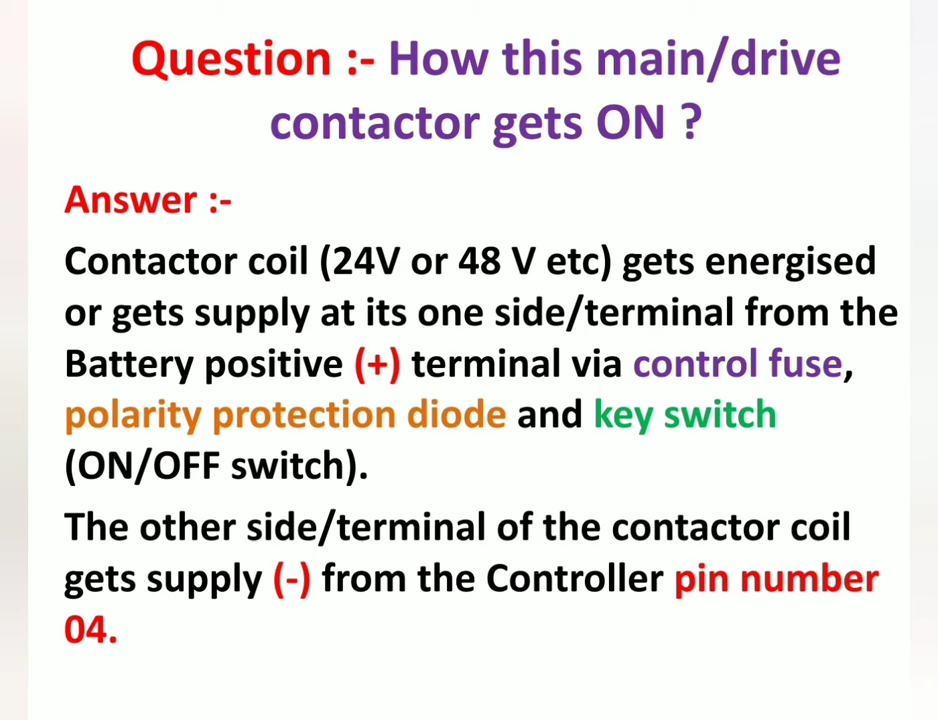 Question :- How this main/drive
contactor gets ON ?
Answer :-
Contactor coil (24V or 48 V etc) gets energised
or gets supply at its one side/terminal from the
Battery positive (+) terminal via control fuse,
polarity protection diode and key switch
(ON/OFF switch).
The other side/terminal of the contactor coil
gets supply (-) from the Controller pin number
04.